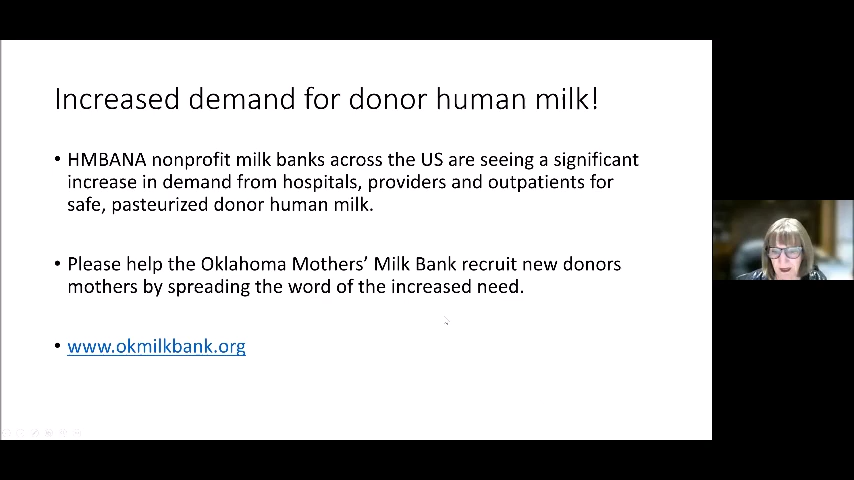 Increased demand for donor human milk!
• HMBANA nonprofit milk banks across the US are seeing a significant
increase in demand from hospitals, providers and outpatients for
safe, pasteurized donor human milk.
• Please help the Oklahoma Mothers’ Milk Bank recruit new donors
mothers by spreading the word of the increased need.
• www.okmilkbank.org